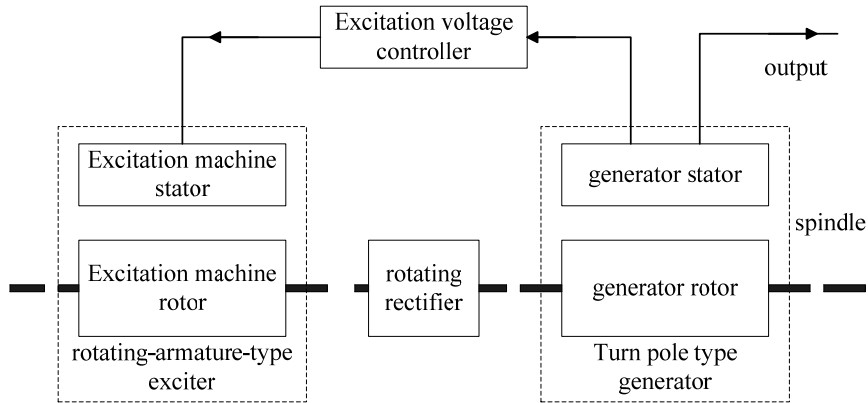 Excitation voltage
controller
output
Excitation machine
stator
generator stator
spindle
Excitation machine
rotor
rotating
rectifier
generator rotor
rotating-armature-type
exciter
Turn pole type
generator